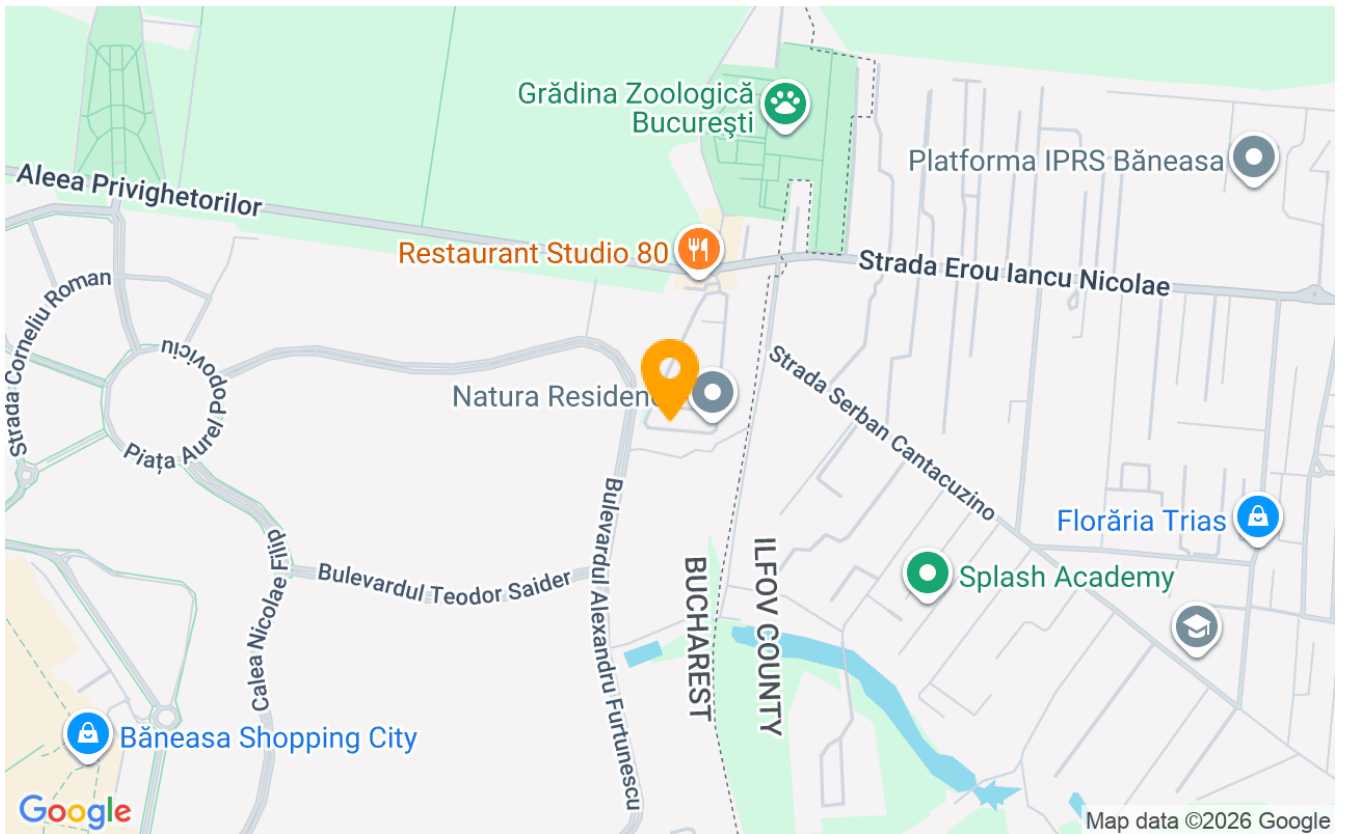 Grădina Zoologică
București
Platforma IPRS Băneasa
Aleea Privighetorilor
Restaurant Studio 80
Strada Erou Iancu Nicolae
Strada Corneliu Roman
Piața Aurel Popoviciu
Natura Residen
Strada Serban Cantacuzino
Florăria Trias
Splash Academy
Bulevardul Teodor Saider
Calea Nicolae Filip
Bulevardul Alexandru Furtunescu
BUCHAREST
ILFOV COUNTY
Băneasa Shopping City
Google
Map data ©2026 Google